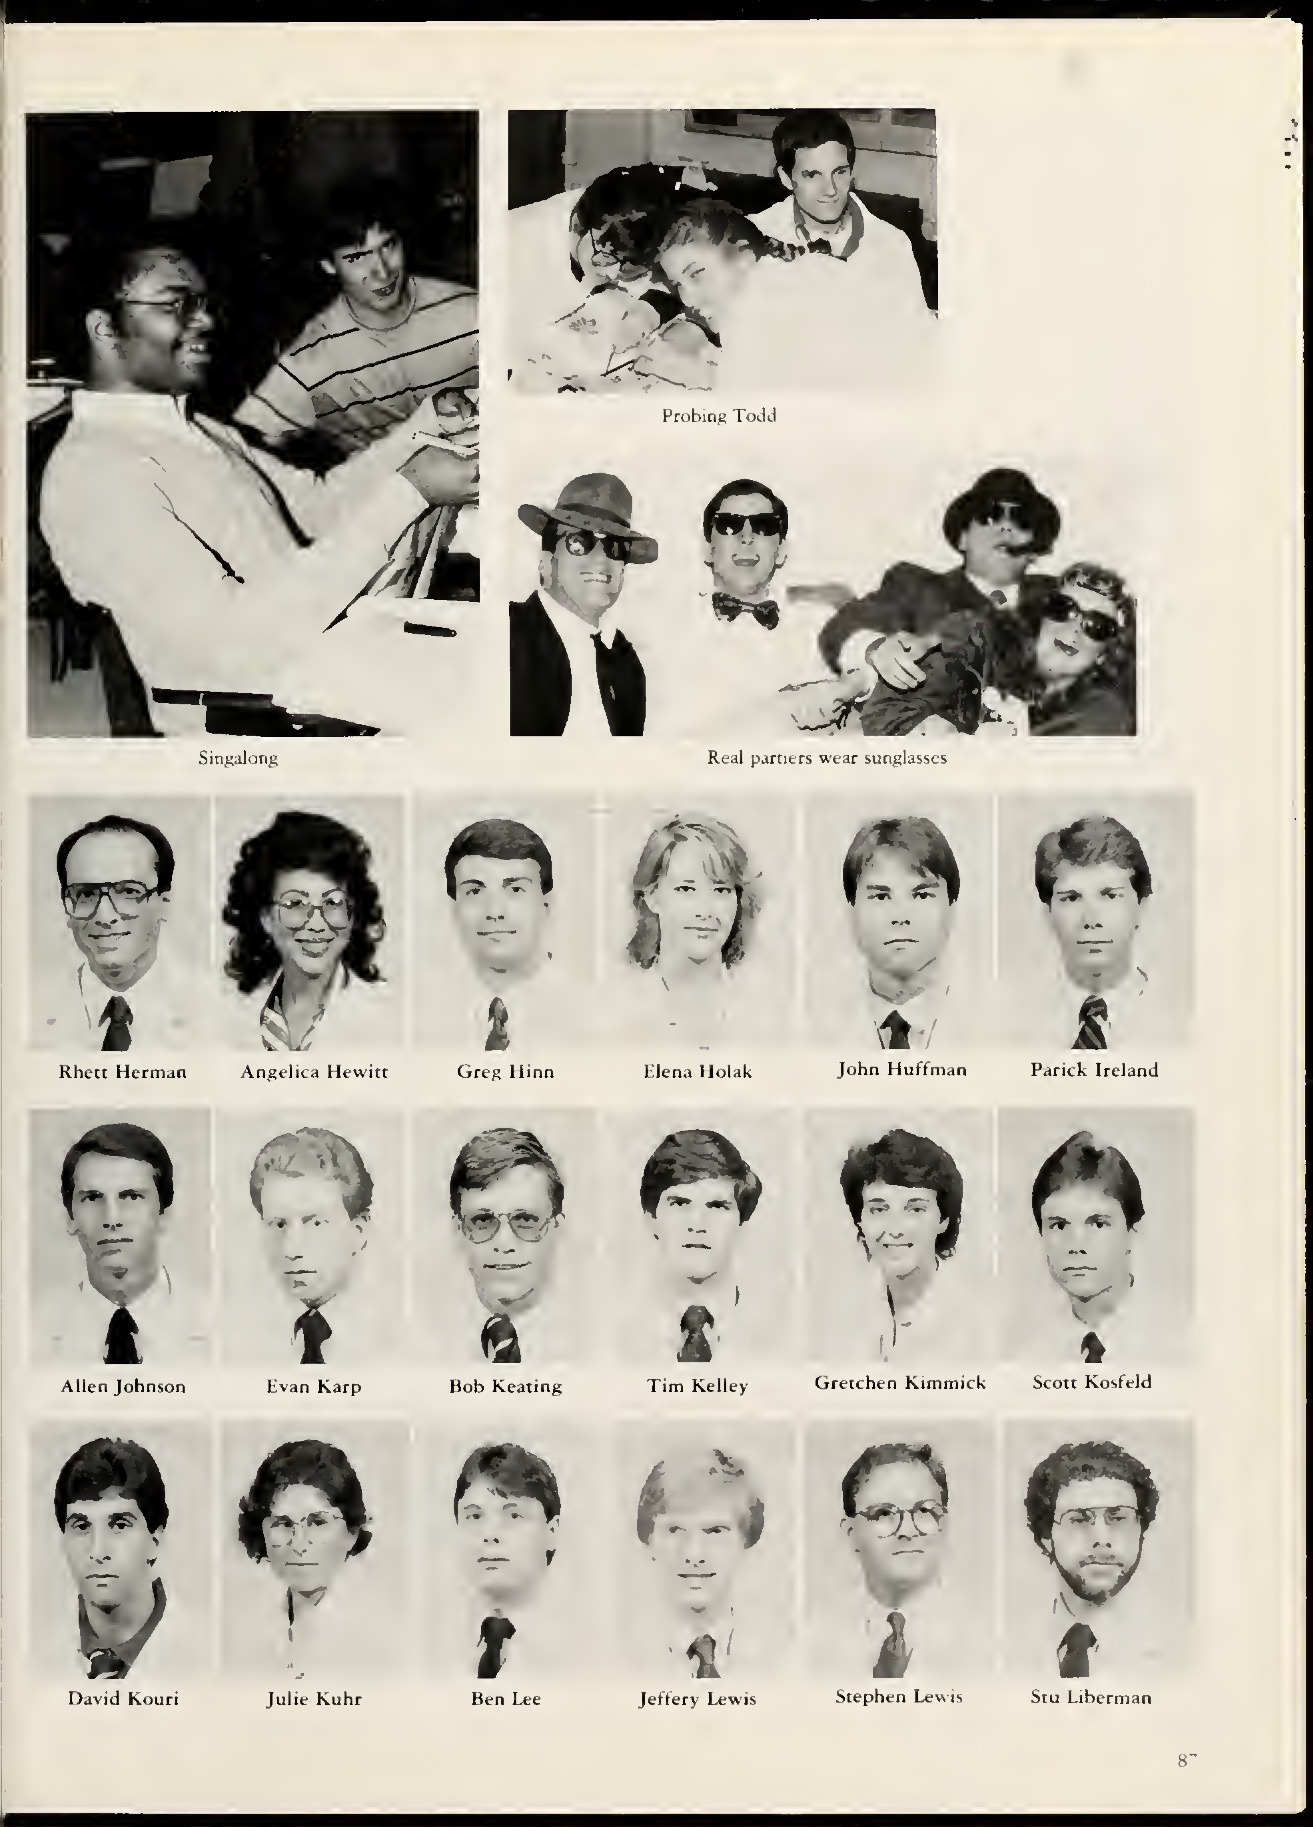 Probing Todd
Singalong
Real partiers wear sunglasses
Rhett Herman
Angelica Hewitt
Greg Hinn
Elena Holak
John Huffman
Parick Ireland
Allen Johnson
Evan Karp
Bob Keating
Tim Kelley
Gretchen Kimmick
Scott Kosfeld
David Kouri
Julie Kuhr
Ben Lee
Jeffery Lewis
Stephen Lewis
Stu Liberman